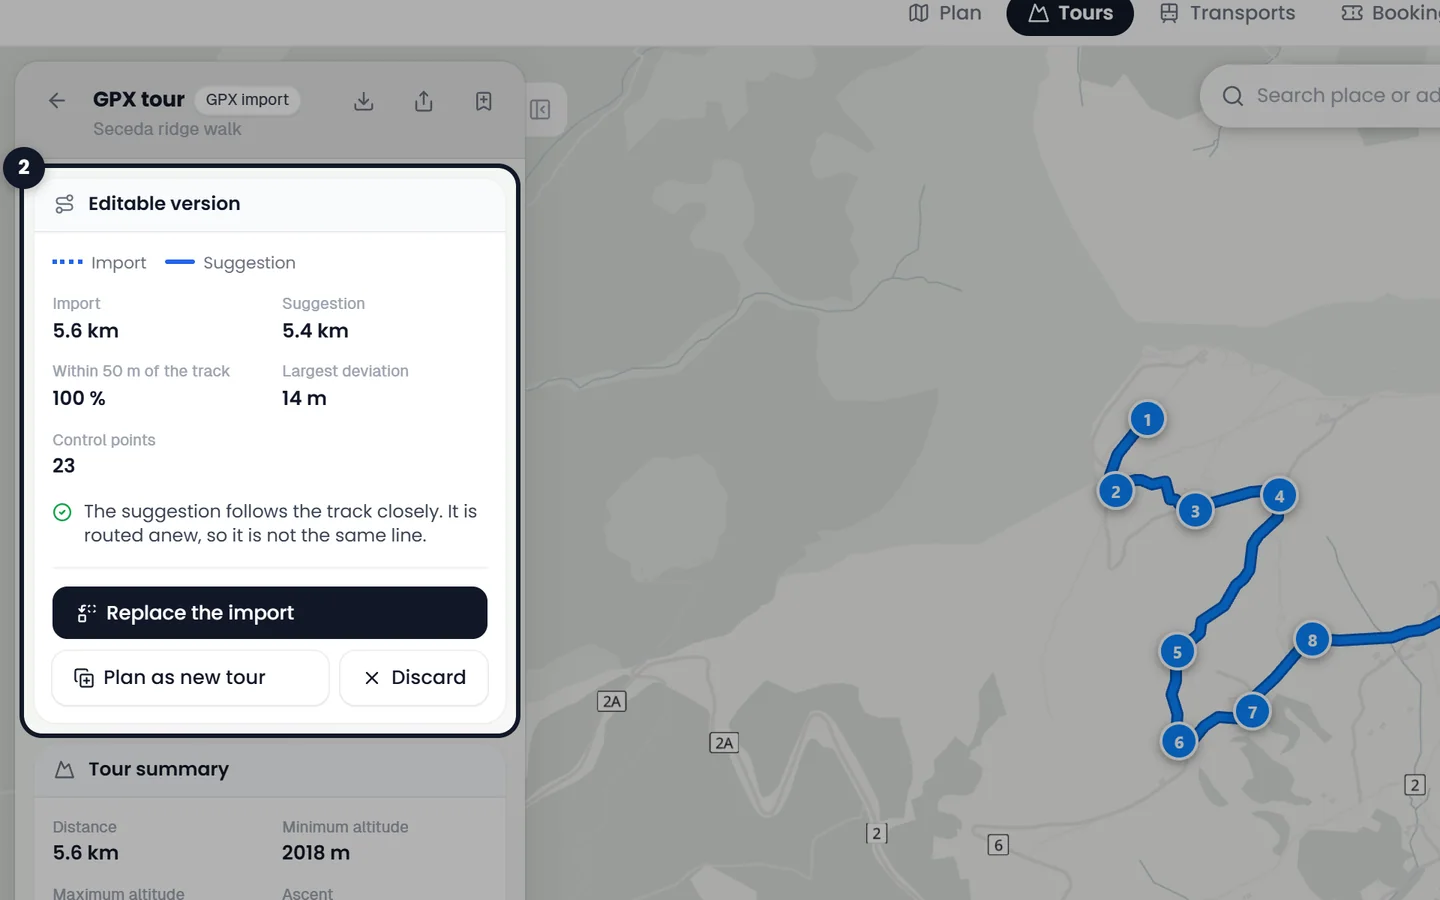 Plan
Tours
Transports
Booking
GPX tour
GPX import
Seceda ridge walk
Search place or ad
2
Editable version
Import
Suggestion
Import
5.6 km
Suggestion
5.4 km
Within 50 m of the track
100 %
Largest deviation
14 m
Control points
23
The suggestion follows the track closely. It is
routed anew, so it is not the same line.
Replace the import
Plan as new tour
Discard
Tour summary
Distance
5.6 km
Minimum altitude
2018 m
Maximum altitude
Ascent
1
2
3
4
5
6
7
8
2A
2A
2
2
6